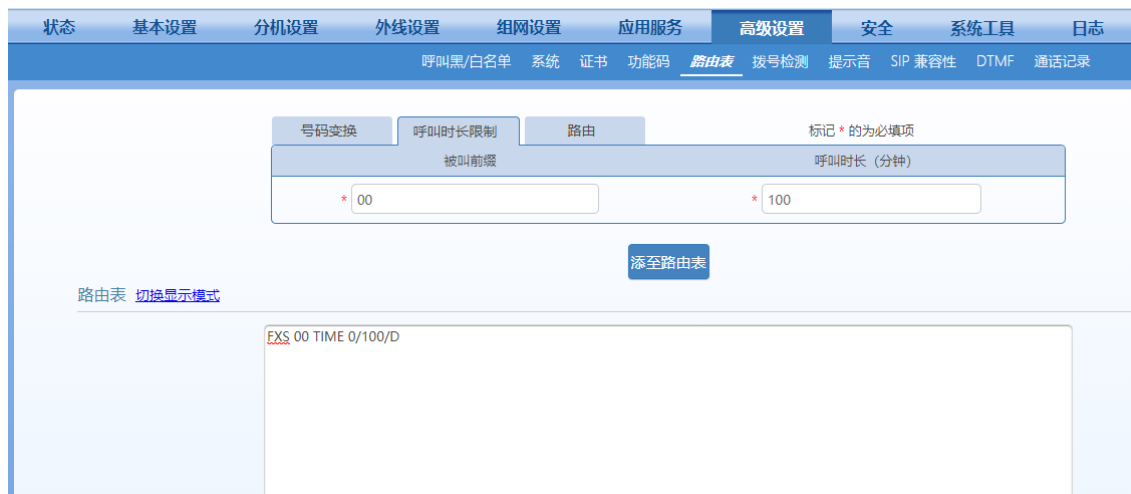 状态 基本设置 分机设置 外线设置 组网设置 应用服务 高级设置 安全 系统工具 日志
呼叫黑/白名单 系统 证书 功能码 路由表 拨号检测 提示音 SIP 兼容性 DTMF 通话记录
号码变换 呼叫时长限制 路由 标记 * 的为必填项
被叫前缀 呼叫时长（分钟）
* 00 * 100
添至路由表
路由表 切换显示模式
FXS 00 TIME 0/100/D